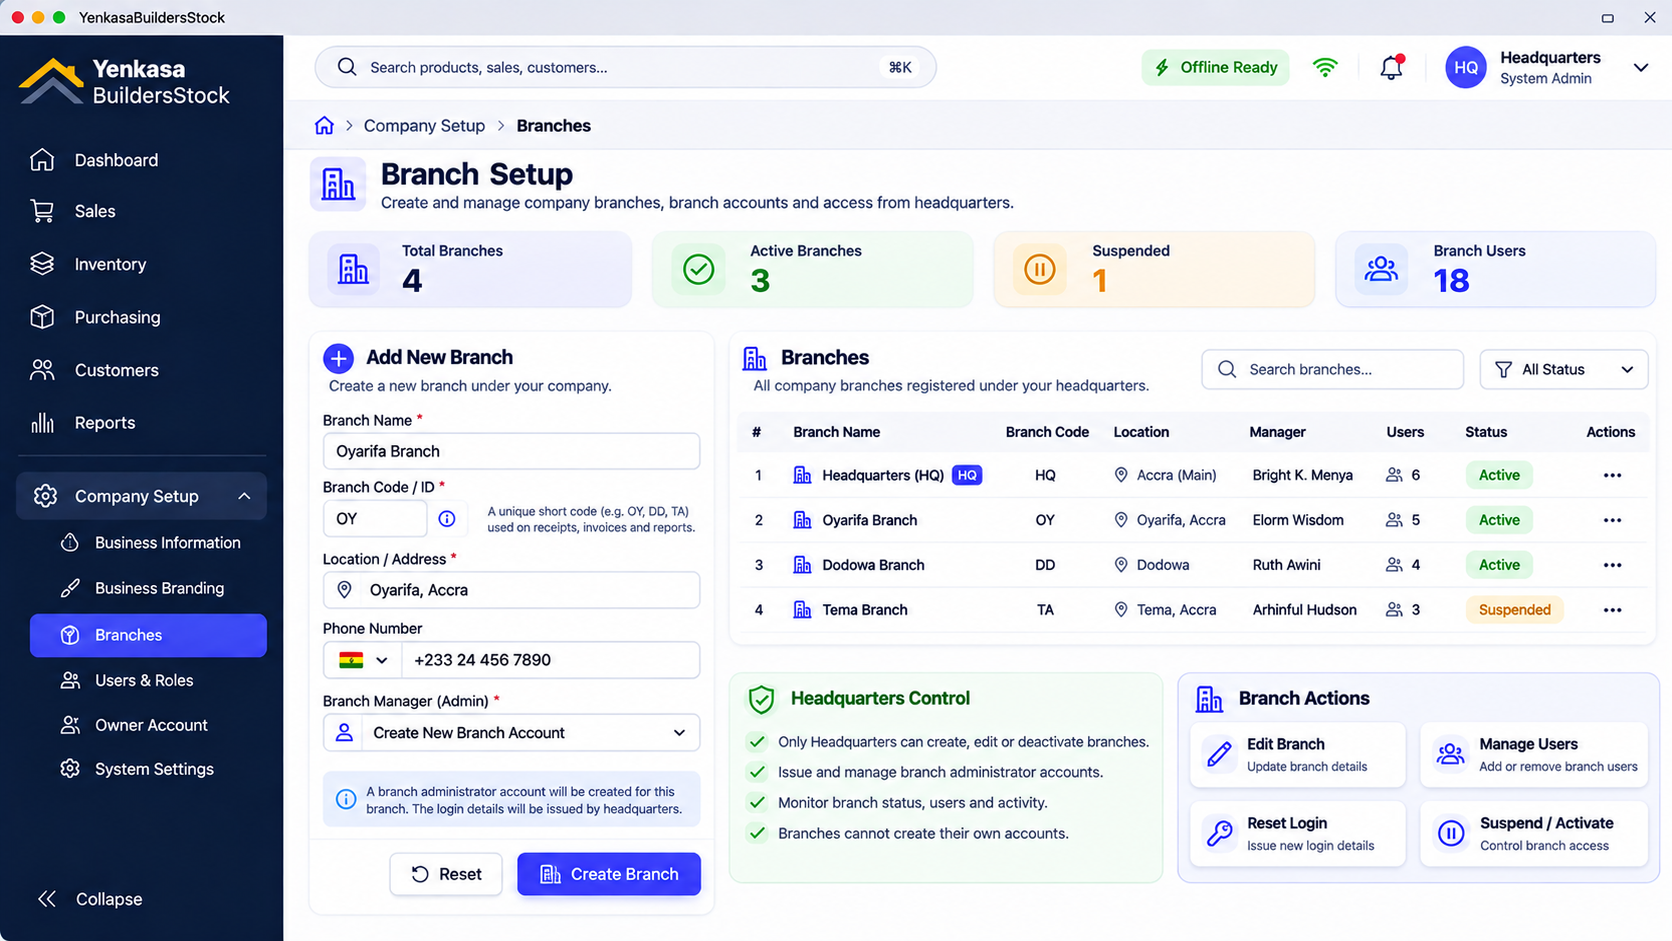 YenkasaBuildersStock
Yenkasa
BuildersStock
Dashboard
Sales
Inventory
Purchasing
Customers
Reports
Company Setup
Business Information
Business Branding
Branches
Users & Roles
Owner Account
System Settings
Collapse
Search products, sales, customers... ⌘K
Offline Ready
HQ
Headquarters
System Admin
Company Setup > Branches
Branch Setup
Create and manage company branches, branch accounts and access from headquarters.
Total Branches
4
Active Branches
3
Suspended
1
Branch Users
18
Add New Branch
Create a new branch under your company.
Branch Name *
Oyarifa Branch
Branch Code / ID *
OY
A unique short code (e.g. OY, DD, TA)
used on receipts, invoices and reports.
Location / Address *
Oyarifa, Accra
Phone Number
+233 24 456 7890
Branch Manager (Admin) *
Create New Branch Account
A branch administrator account will be created for this
branch. The login details will be issued by headquarters.
Reset
Create Branch
Branches
All company branches registered under your headquarters.
Search branches...
All Status
# Branch Name Branch Code Location Manager Users Status Actions
1 Headquarters (HQ) HQ HQ Accra (Main) Bright K. Menya 6 Active •••
2 Oyarifa Branch OY Oyarifa, Accra Elorm Wisdom 5 Active •••
3 Dodowa Branch DD Dodowa Ruth Awini 4 Active •••
4 Tema Branch TA Tema, Accra Arhinful Hudson 3 Suspended •••
Headquarters Control
Only Headquarters can create, edit or deactivate branches.
Issue and manage branch administrator accounts.
Monitor branch status, users and activity.
Branches cannot create their own accounts.
Branch Actions
Edit Branch
Update branch details
Manage Users
Add or remove branch users
Reset Login
Issue new login details
Suspend / Activate
Control branch access